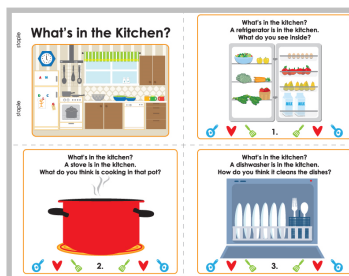 staple
staple
What's in the Kitchen?
What's in the kitchen?
A refrigerator is in the kitchen.
What do you see inside?
1.
What's in the kitchen?
A stove is in the kitchen.
What do you think is cooking in that pot?
2.
What's in the kitchen?
A dishwasher is in the kitchen.
How do you think it cleans the dishes?
3.